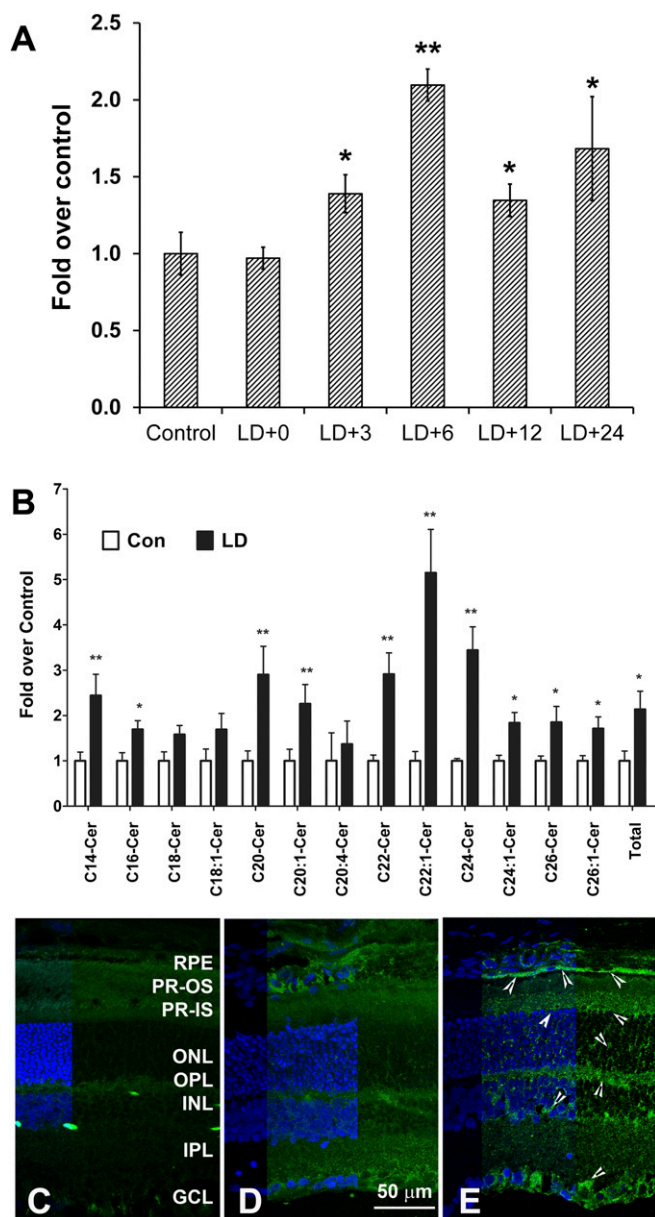 A
Fold over control
2.5
2.0
1.5
1.0
0.5
0.0
*
**
*
*
Control LD+0 LD+3 LD+6 LD+12 LD+24
B
Fold over Control
7
6
5
4
3
2
1
0
Con LD
**
*
**
**
**
**
**
*
*
*
*
C14-Cer
C16-Cer
C18-Cer
C18:1-Cer
C20-Cer
C20:1-Cer
C20:4-Cer
C22-Cer
C22:1-Cer
C24-Cer
C24:1-Cer
C26-Cer
C26:1-Cer
Total
RPE
PR-OS
PR-IS
ONL
OPL
INL
IPL
GCL
C
D
50 µm
E